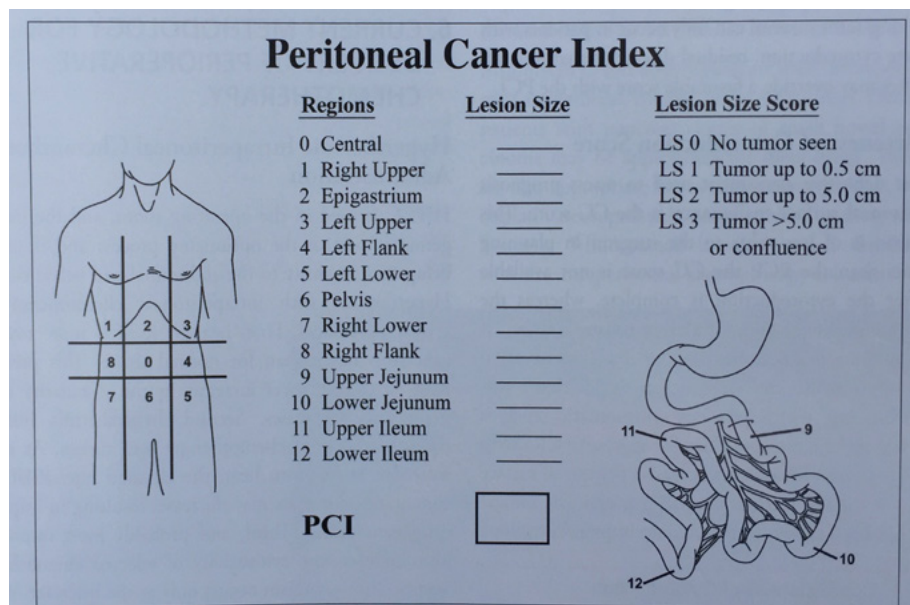 Peritoneal Cancer Index
Regions
0 Central
1 Right Upper
2 Epigastrium
3 Left Upper
4 Left Flank
5 Left Lower
6 Pelvis
7 Right Lower
8 Right Flank
9 Upper Jejunum
10 Lower Jejunum
11 Upper Ileum
12 Lower Ileum
PCI
Lesion Size
Lesion Size Score
LS 0 No tumor seen
LS 1 Tumor up to 0.5 cm
LS 2 Tumor up to 5.0 cm
LS 3 Tumor >5.0 cm
or confluence
1 2 3
8 0 4
7 6 5
11
9
10
12